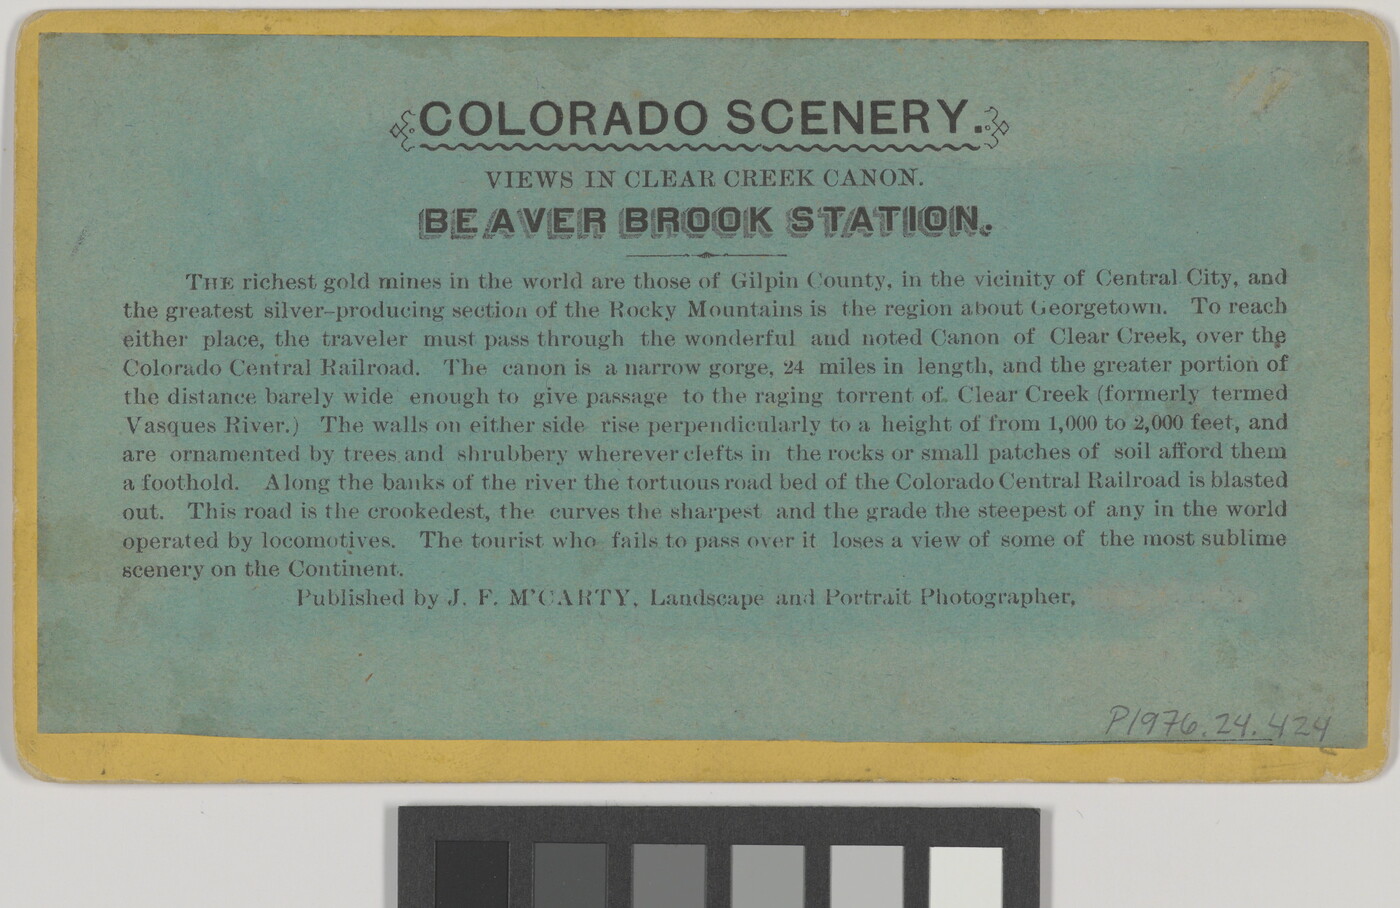 COLORADO SCENERY.
VIEWS IN CLEAR CREEK CANON.
BEAVER BROOK STATION.
THE richest gold mines in the world are those of Gilpin County, in the vicinity of Central City, and
the greatest silver-producing section of the Rocky Mountains is the region about Georgetown. To reach
either place, the traveler must pass through the wonderful and noted Canon of Clear Creek, over the
Colorado Central Railroad. The canon is a narrow gorge, 24 miles in length, and the greater portion of
the distance barely wide enough to give passage to the raging torrent of Clear Creek (formerly termed
Vasques River.) The walls on either side rise perpendicularly to a height of from 1,000 to 2,000 feet, and
are ornamented by trees and shrubbery wherever clefts in the rocks or small patches of soil afford them
a foothold. Along the banks of the river the tortuous road bed of the Colorado Central Railroad is blasted
out. This road is the crookedest, the curves the sharpest and the grade the steepest of any in the world
operated by locomotives. The tourist who fails to pass over it loses a view of some of the most sublime
scenery on the Continent.
Published by J. F. M'CARTY, Landscape and Portrait Photographer,
P1976.24.424